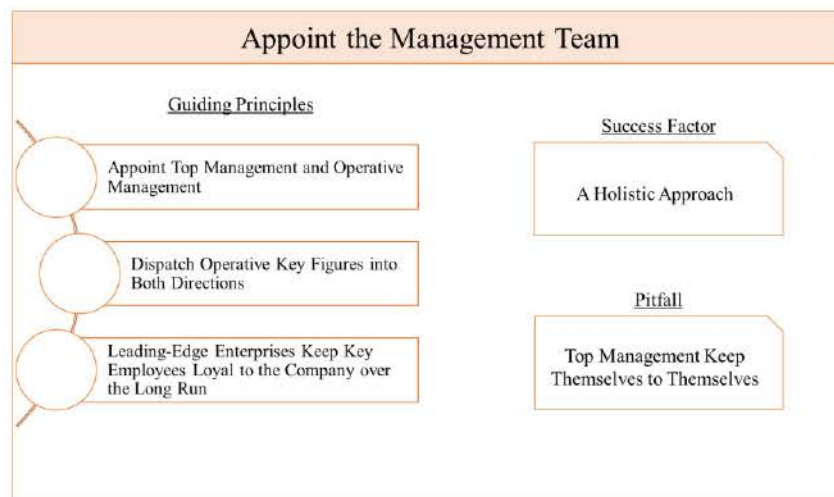 Appoint the Management Team
Guiding Principles
Appoint Top Management and Operative
Management
Dispatch Operative Key Figures into
Both Directions
Leading-Edge Enterprises Keep Key
Employees Loyal to the Company over
the Long Run
Success Factor
A Holistic Approach
Pitfall
Top Management Keep
Themselves to Themselves